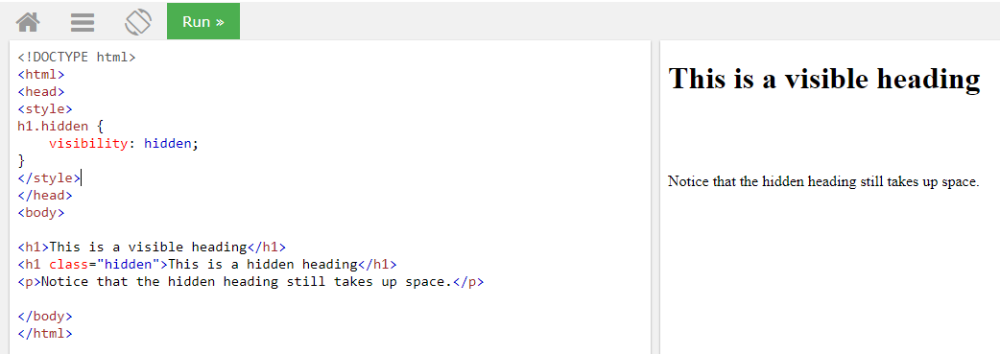 Run »
<!DOCTYPE html>
<html>
<head>
<style>
h1.hidden {
    visibility: hidden;
}
</style>
</head>
<body>

<h1>This is a visible heading</h1>
<h1 class="hidden">This is a hidden heading</h1>
<p>Notice that the hidden heading still takes up space.</p>

</body>
</html>
This is a visible heading
Notice that the hidden heading still takes up space.